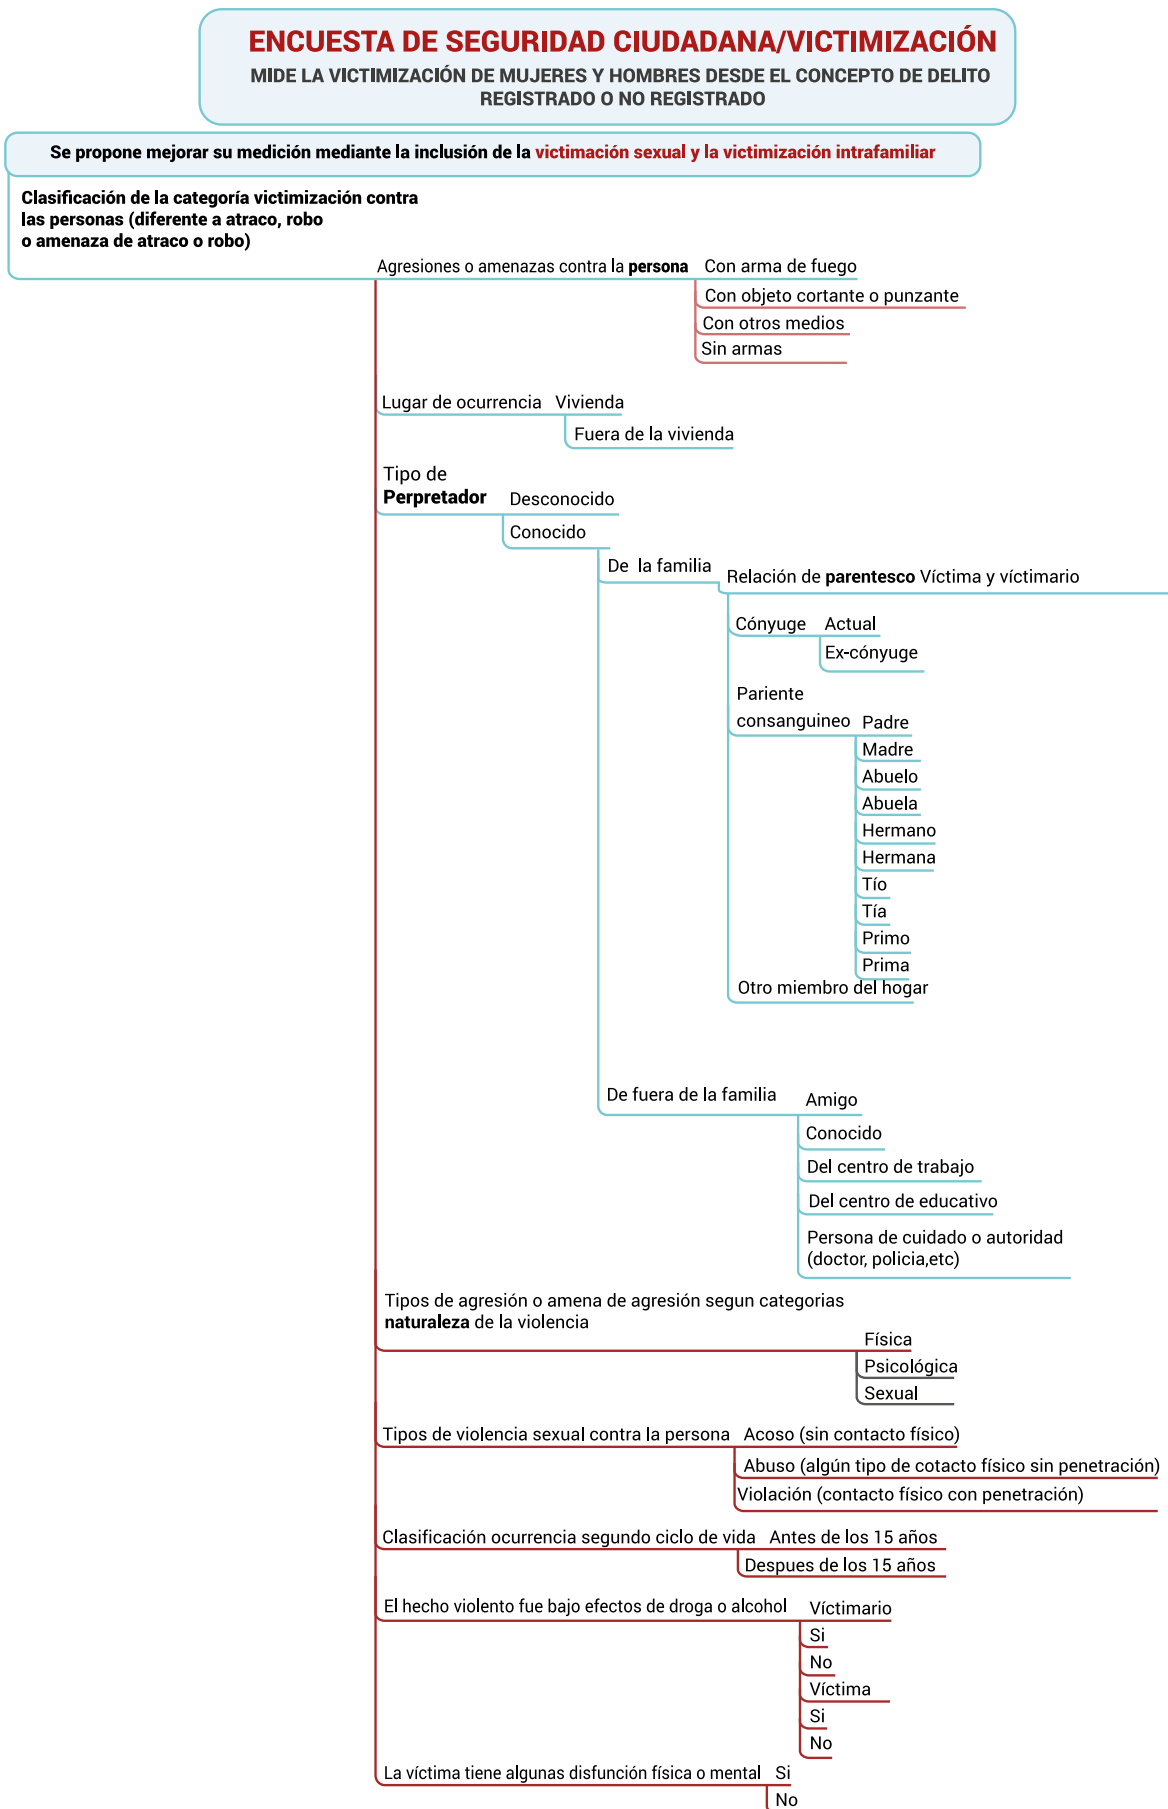 ENCUESTA DE SEGURIDAD CIUDADANA/VICTIMIZACIÓN
MIDE LA VICTIMIZACIÓN DE MUJERES Y HOMBRES DESDE EL CONCEPTO DE DELITO
REGISTRADO O NO REGISTRADO
Se propone mejorar su medición mediante la inclusión de la victimación sexual y la victimización intrafamiliar
Clasificación de la categoría victimización contra
las personas (diferente a atraco, robo
o amenaza de atraco o robo)
Agresiones o amenazas contra la persona
Con arma de fuego
Con objeto cortante o punzante
Con otros medios
Sin armas
Lugar de ocurrencia
Vivienda
Fuera de la vivienda
Tipo de
Perpretador
Desconocido
Conocido
De la familia
Relación de parentesco Víctima y víctimario
Cónyuge
Actual
Ex-cónyuge
Pariente
consanguineo
Padre
Madre
Abuelo
Abuela
Hermano
Hermana
Tío
Tía
Primo
Prima
Otro miembro del hogar
De fuera de la familia
Amigo
Conocido
Del centro de trabajo
Del centro de educativo
Persona de cuidado o autoridad
(doctor, policia,etc)
Tipos de agresión o amena de agresión segun categorias
naturaleza de la violencia
Física
Psicológica
Sexual
Tipos de violencia sexual contra la persona
Acoso (sin contacto físico)
Abuso (algún tipo de cotacto físico sin penetración)
Violación (contacto físico con penetración)
Clasificación ocurrencia segundo ciclo de vida
Antes de los 15 años
Despues de los 15 años
El hecho violento fue bajo efectos de droga o alcohol
Víctimario
Si
No
Víctima
Si
No
La víctima tiene algunas disfunción física o mental
Si
No